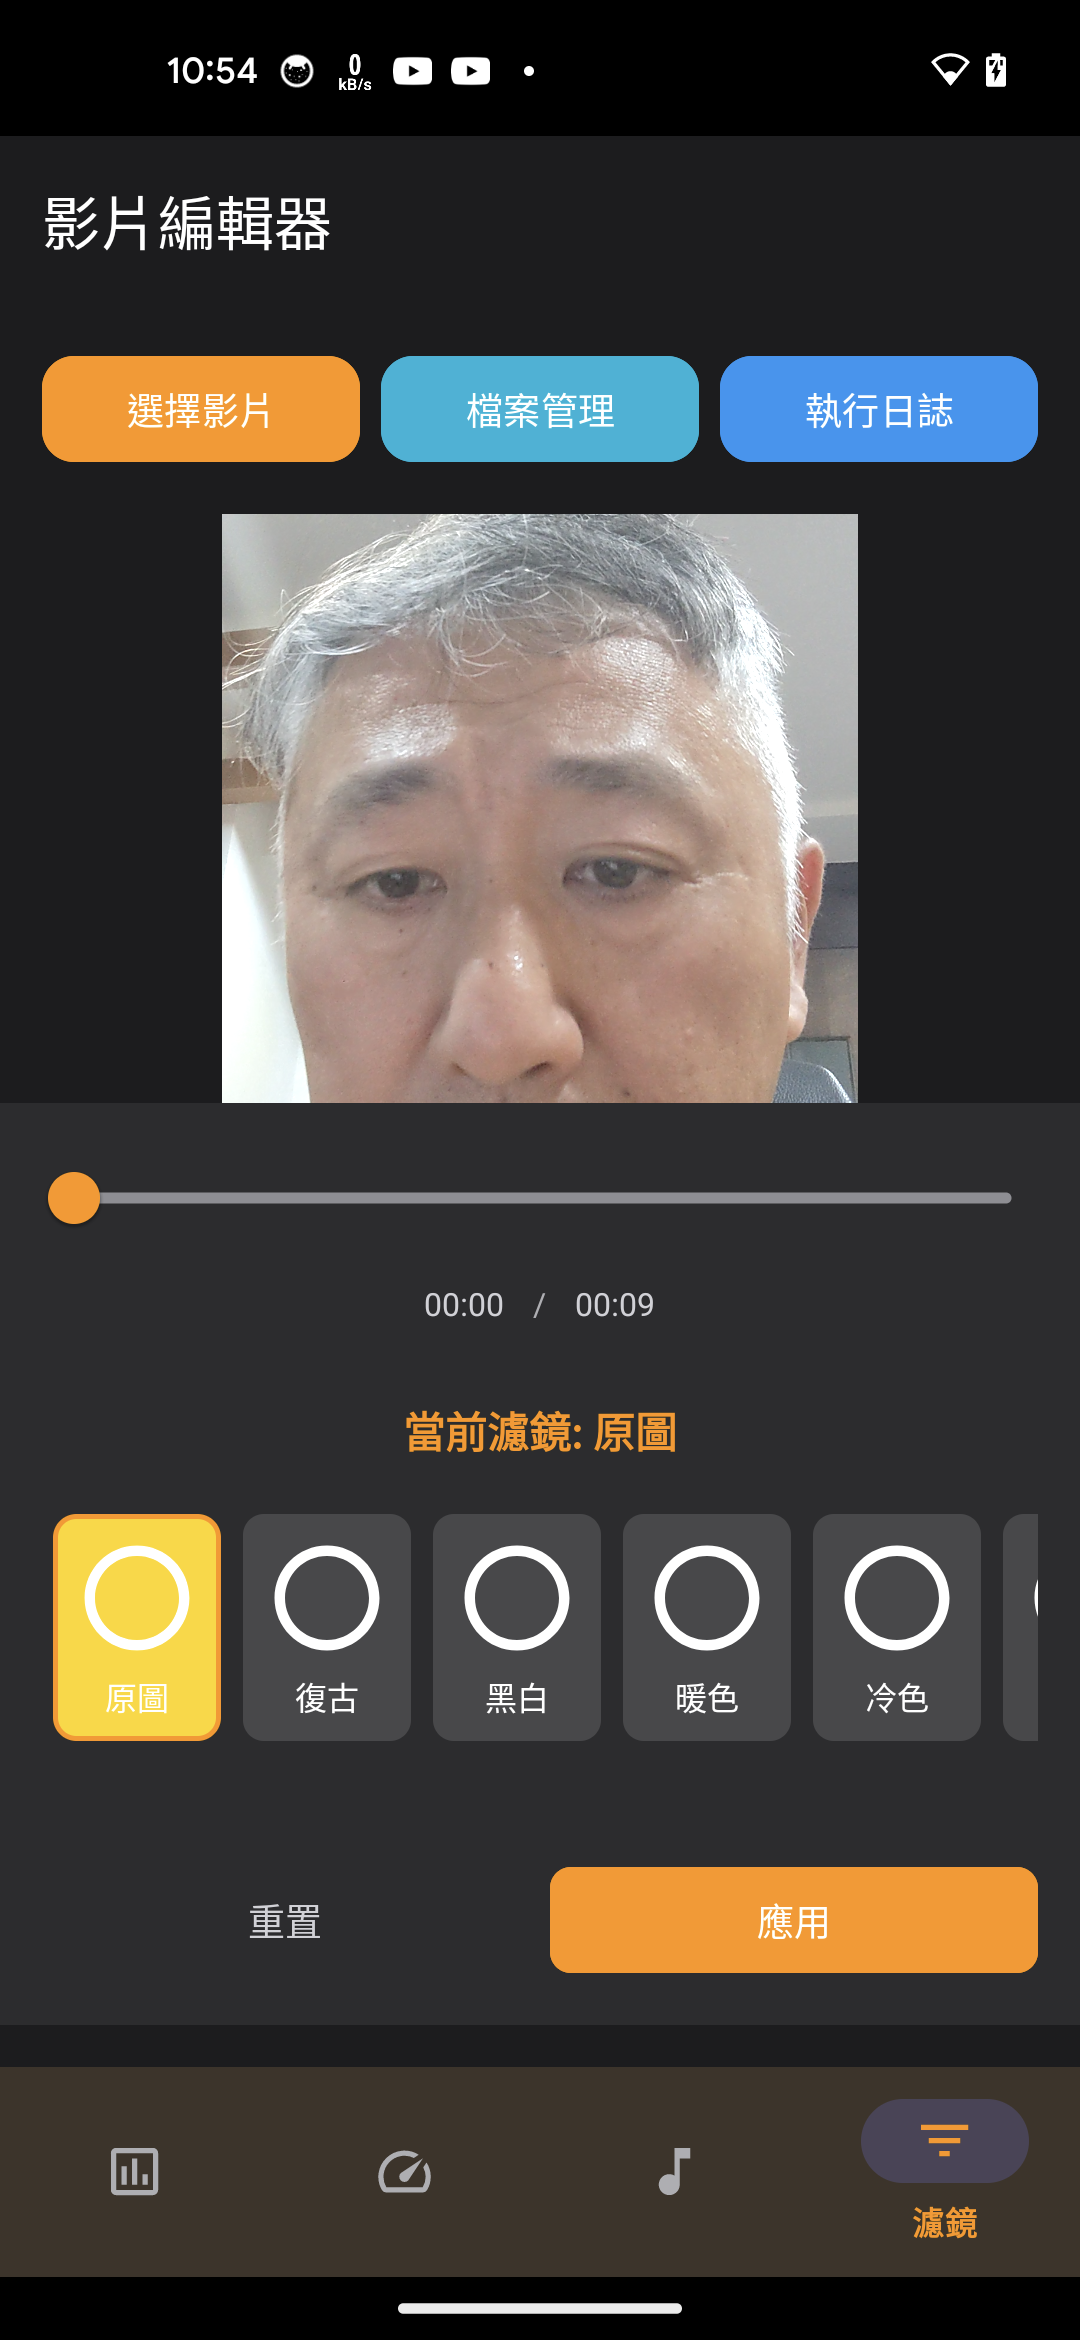 10:54
0
kB/s
影片編輯器
選擇影片 檔案管理 執行日誌
00:00 / 00:09
當前濾鏡: 原圖
原圖 復古 黑白 暖色 冷色
重置 應用
濾鏡